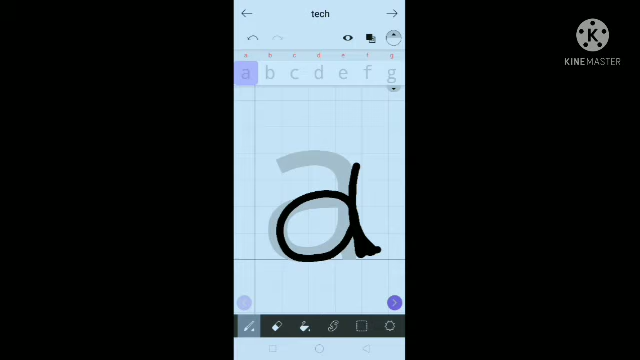 tech
a b c d e f g
a b c d e f g
a
K
KINEMASTER